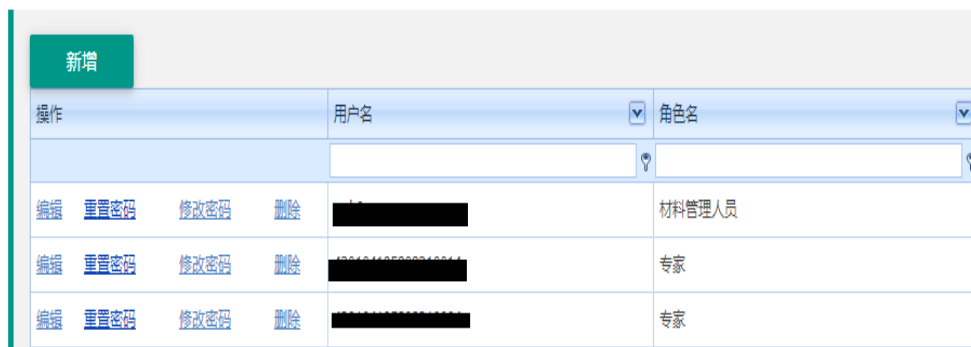 新增
操作 用户名 角色名
编辑 重置密码 修改密码 删除 材料管理人员
编辑 重置密码 修改密码 删除 专家
编辑 重置密码 修改密码 删除 专家